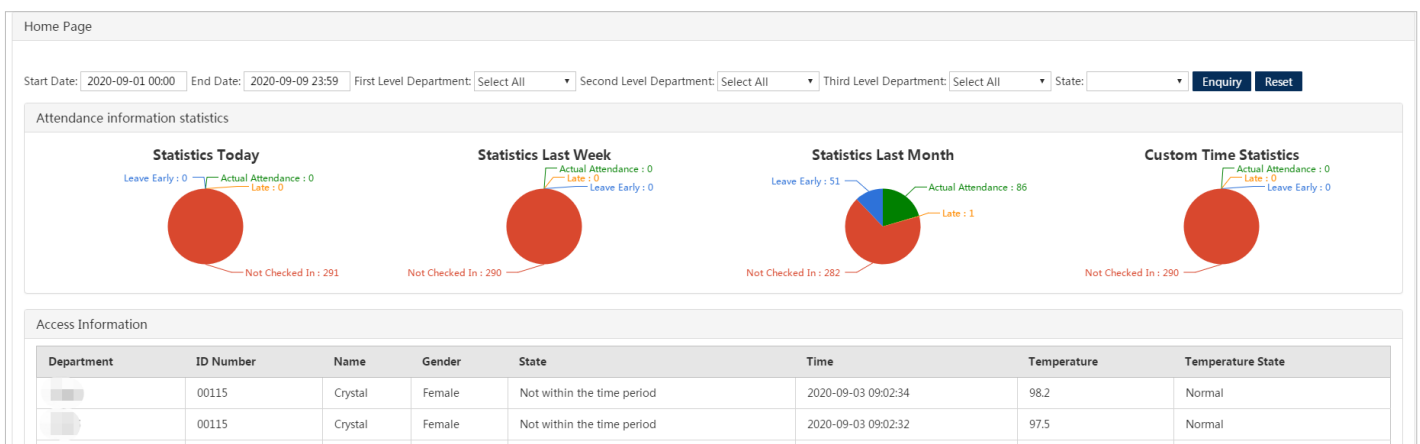 Home Page
Start Date: 2020-09-01 00:00 End Date: 2020-09-09 23:59 First Level Department: Select All Second Level Department: Select All Third Level Department: Select All State: Enquiry Reset
Attendance information statistics
Statistics Today
Leave Early : 0
Actual Attendance : 0
Late : 0
Not Checked In : 291
Statistics Last Week
Actual Attendance : 0
Late : 0
Leave Early : 0
Not Checked In : 290
Statistics Last Month
Leave Early : 51
Actual Attendance : 86
Late : 1
Not Checked In : 282
Custom Time Statistics
Actual Attendance : 0
Late : 0
Leave Early : 0
Not Checked In : 290
Access Information
Department ID Number Name Gender State Time Temperature Temperature State
00115 Crystal Female Not within the time period 2020-09-03 09:02:34 98.2 Normal
00115 Crystal Female Not within the time period 2020-09-03 09:02:32 97.5 Normal